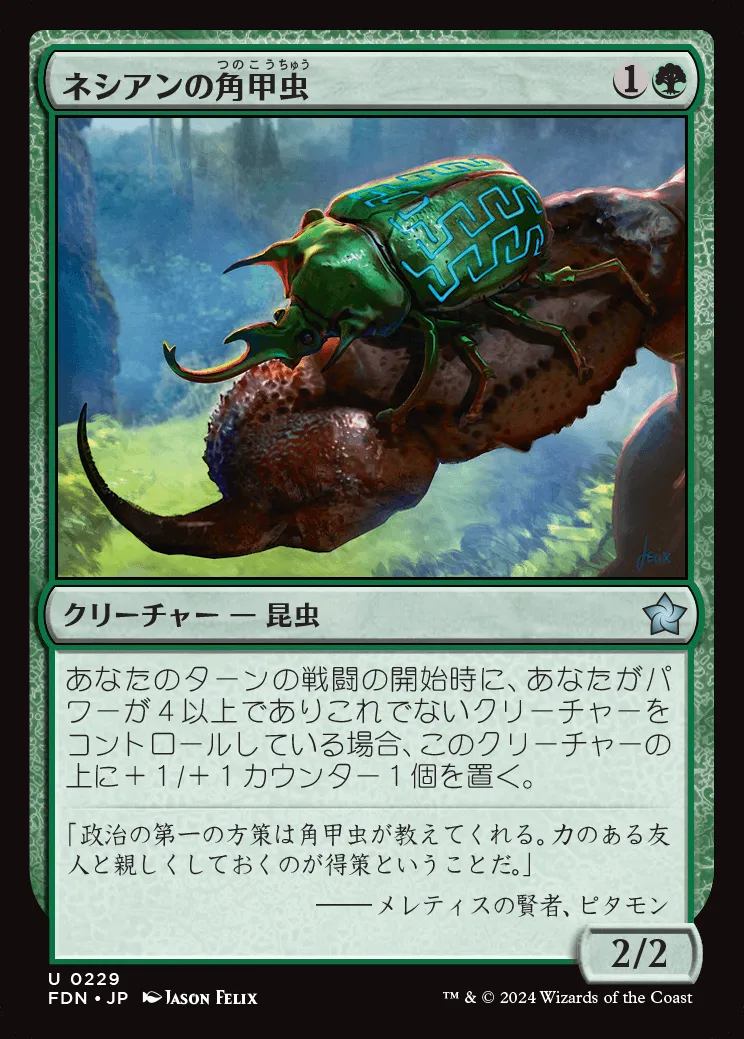 つのこうちゅう
ネシアンの角甲虫
1
Felix
クリーチャー — 昆虫
あなたのターンの戦闘の開始時に、あなたがパ
ワーが4以上でありこれでないクリーチャーを
コントロールしている場合、このクリーチャーの
上に+1/+1カウンター1個を置く。
「政治の第一の方策は角甲虫が教えてくれる。力のある友
人と親しくしておくのが得策ということだ。」
——メレティスの賢者、ピタモン
2/2
U 0229
FDN • JP Jason Felix
™ & © 2024 Wizards of the Coast